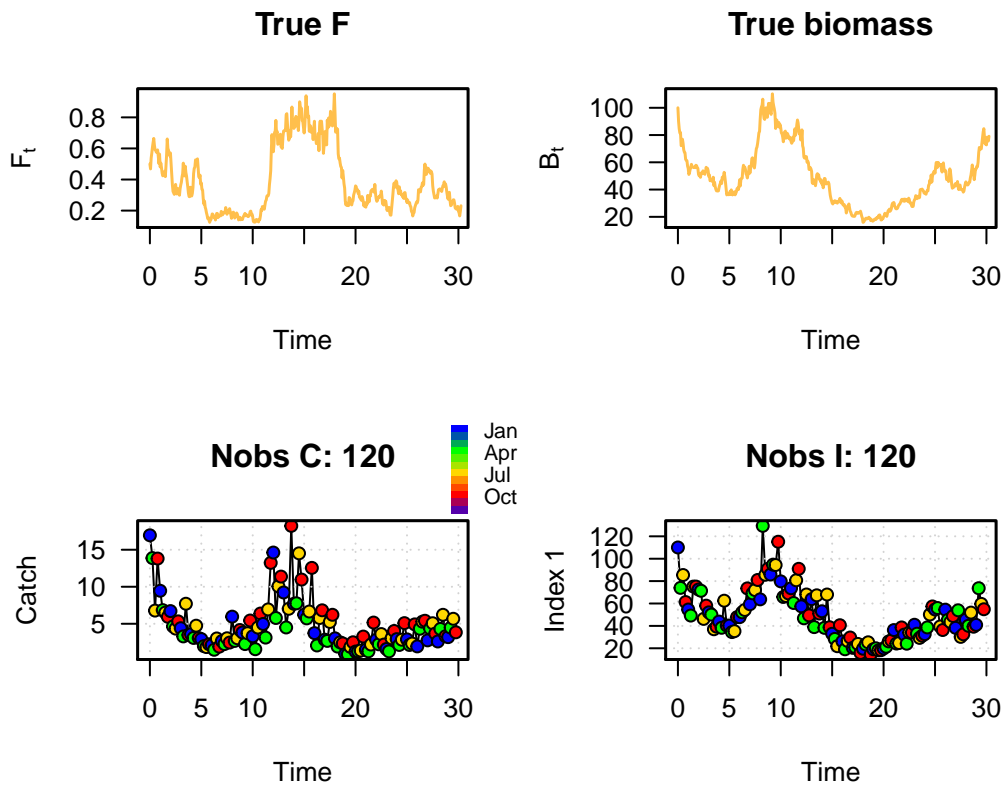 True F
F_t
0.8
0.6
0.4
0.2
0 5 10 20 30
Time
True biomass
B_t
100
80
60
40
20
0 5 10 20 30
Time
Nobs C: 120
Jan
Apr
Jul
Oct
Catch
15
10
5
0 5 10 20 30
Time
Nobs I: 120
Index 1
120
100
80
60
40
20
0 5 10 20 30
Time